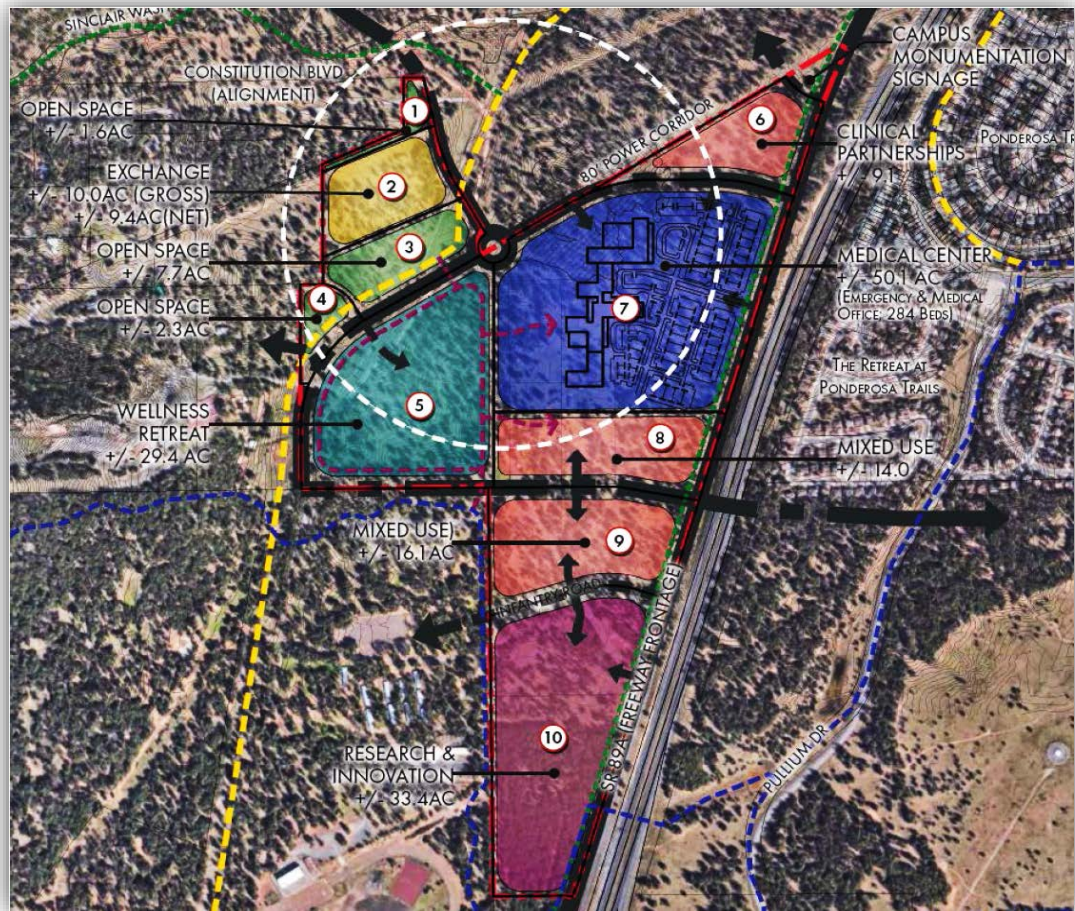 SINCLAIR WASH
CAMPUS
MONUMENTATION
SIGNAGE
CONSTITUTION BLVD
(ALIGNMENT)
OPEN SPACE
+/- 1.6AC
1
6
80' POWER CORRIDOR
CLINICAL
PARTNERSHIPS
+/- 9.1
PONDEROSA TR
EXCHANGE
+/- 10.0AC (GROSS)
+/- 9.4AC(NET)
2
OPEN SPACE
+/- 7.7AC
3
MEDICAL CENTER
+/- 50.1 AC
(EMERGENCY & MEDICAL
OFFICE; 284 BEDS)
7
OPEN SPACE
+/- 2.3AC
4
THE RETREAT AT
PONDEROSA TRAILS
WELLNESS
RETREAT
+/- 29.4 AC
5
8
MIXED USE
+/- 14.0
MIXED USE)
+/- 16.1AC
9
INFANTRY ROAD
SR 89A (FREEWAY FRONTAGE)
10
RESEARCH &
INNOVATION
+/- 33.4AC
PULLIUM DR